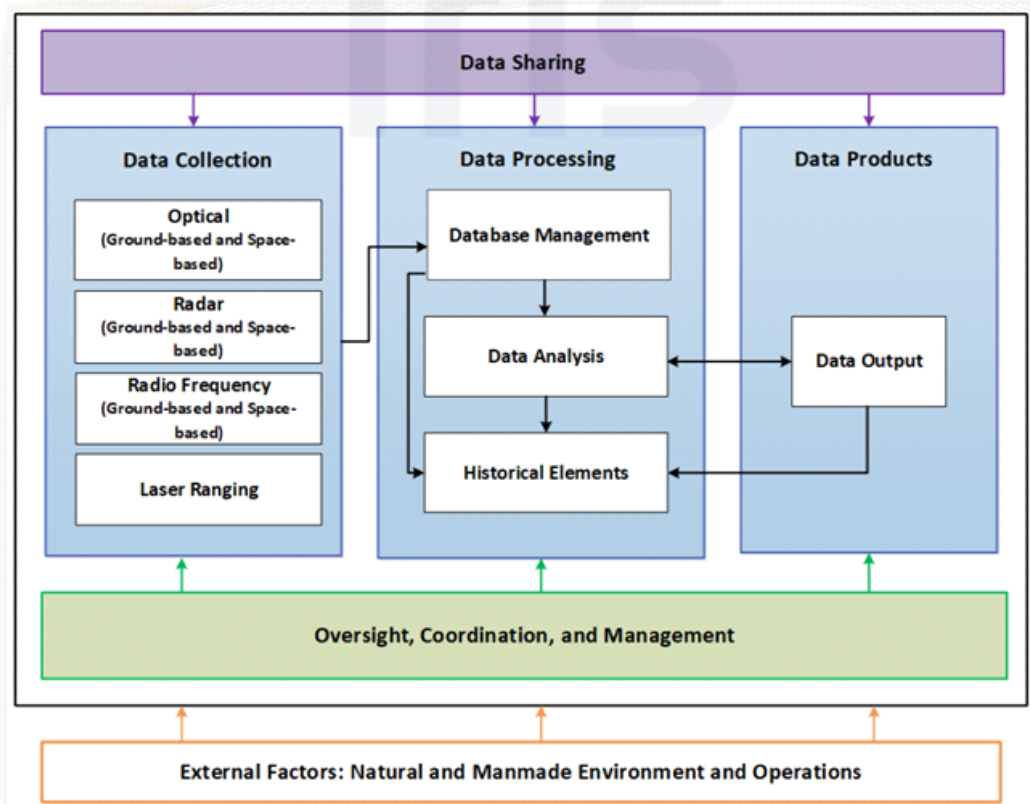 iris
Data Sharing
Data Collection
Optical
(Ground-based and Space-
based)
Radar
(Ground-based and Space-
based)
Radio Frequency
(Ground-based and Space-
based)
Laser Ranging
Data Processing
Database Management
Data Analysis
Historical Elements
Data Products
Data Output
Oversight, Coordination, and Management
External Factors: Natural and Manmade Environment and Operations